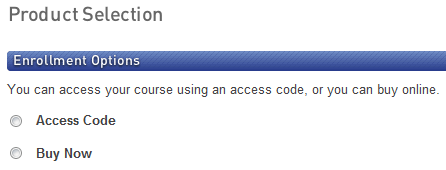 Product Selection
Enrollment Options
You can access your course using an access code, or you can buy online.
Access Code
Buy Now